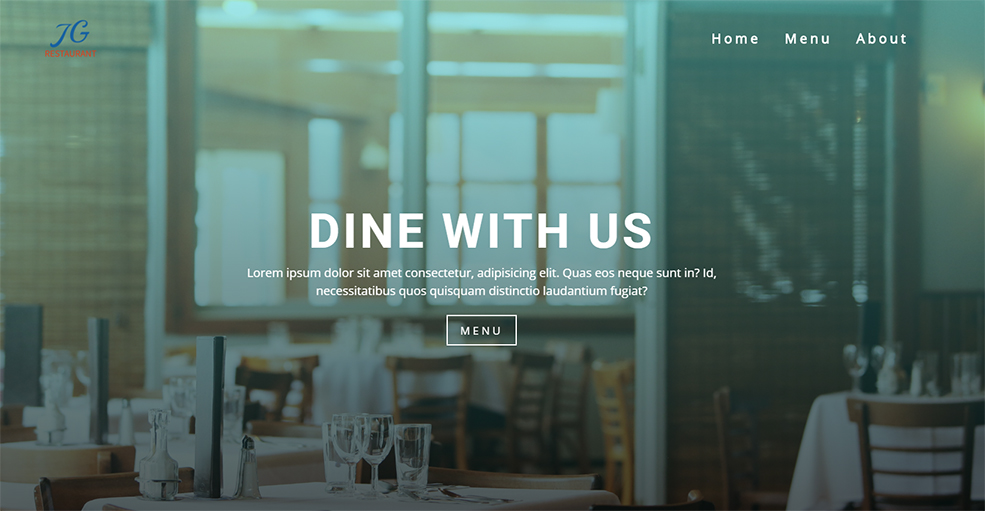 JG
RESTAURANT
Home Menu About
DINE WITH US
Lorem ipsum dolor sit amet consectetur, adipisicing elit. Quas eos neque sunt in? Id,
necessitatibus quos quisquam distinctio laudantium fugiat?
MENU